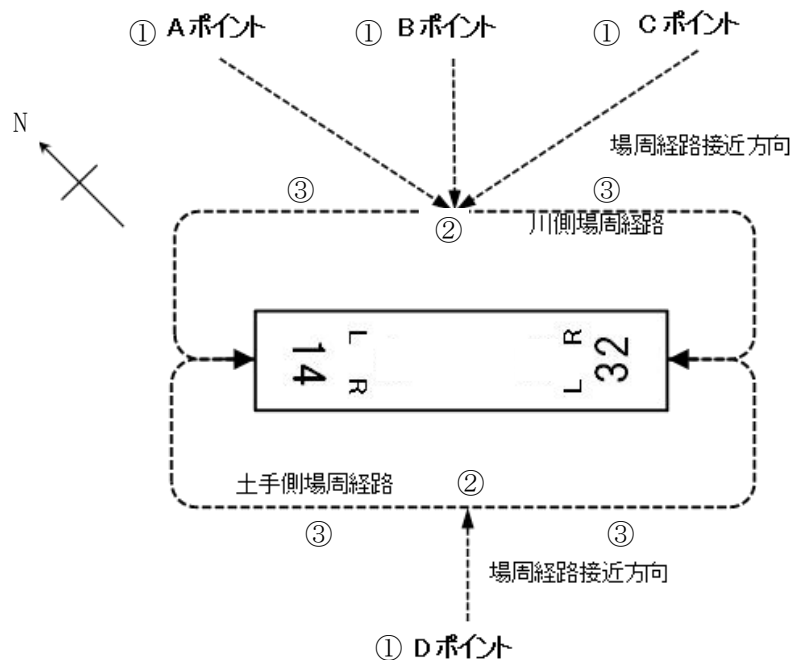 ① Aポイント
① Bポイント
① Cポイント
N
場周経路接近方向
③
③
②
川側場周経路
14
L
R
R
L
32
土手側場周経路
②
③
③
場周経路接近方向
① Dポイント